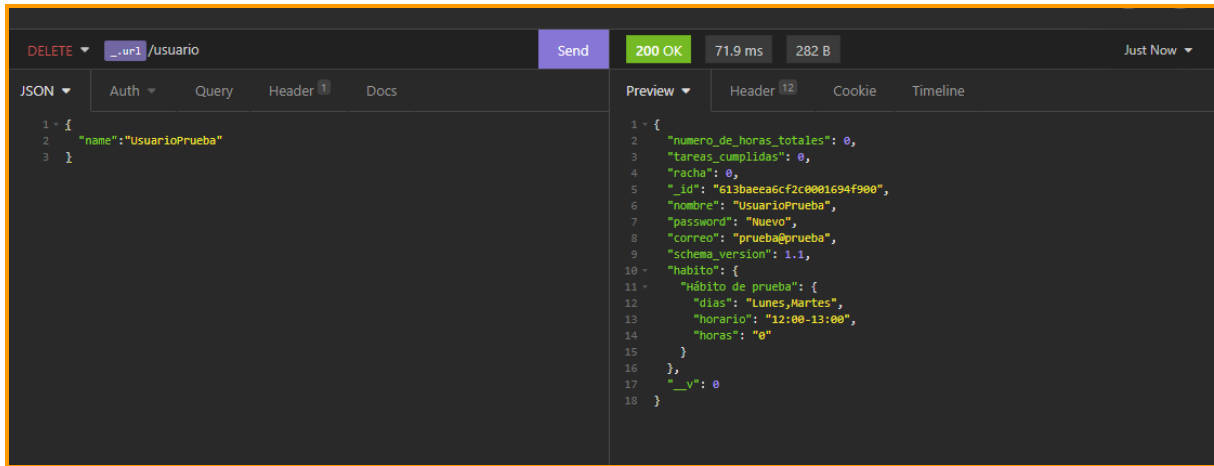 DELETE _.url /usuario Send 200 OK 71.9 ms 282 B Just Now
JSON Auth Query Header 1 Docs Preview Header 12 Cookie Timeline
1 {
2 "name":"UsuarioPrueba"
3 }
1 {
2 "numero_de_horas_totales": 0,
3 "tareas_cumplidas": 0,
4 "racha": 0,
5 "_id": "613baeea6cf2c0001694f900",
6 "nombre": "UsuarioPrueba",
7 "password": "Nuevo",
8 "correo": "prueba@prueba",
9 "schema_version": 1.1,
10 "habito": {
11 "Hábito de prueba": {
12 "dias": "Lunes,Martes",
13 "horario": "12:00-13:00",
14 "horas": "0"
15 }
16 },
17 "__v": 0
18 }